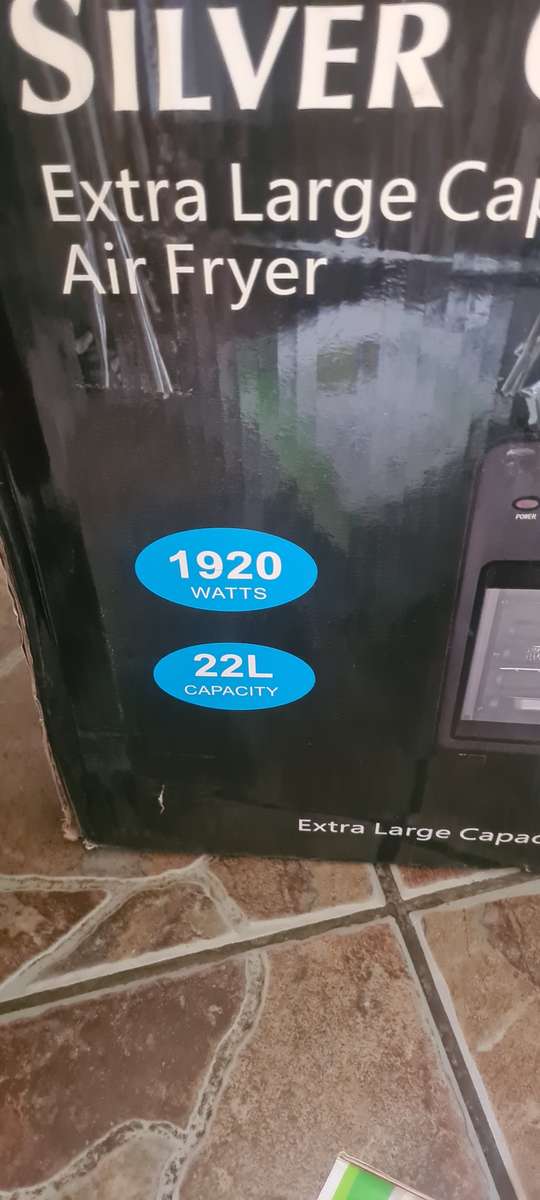 SILVER
Extra Large Cap
Air Fryer
POWER
1920
WATTS
22L
CAPACITY
Extra Large Capac